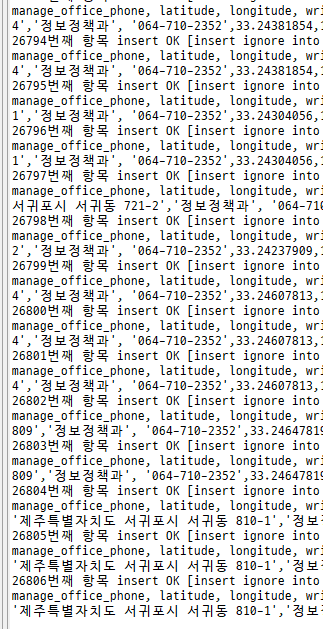 manage_office_phone, latitude, longitude, wri
4','정보정책과', '064-710-2352',33.24381854,1
26794번째 항목 insert OK [insert ignore into
manage_office_phone, latitude, longitude, wri
4','정보정책과', '064-710-2352',33.24381854,1
26795번째 항목 insert OK [insert ignore into
manage_office_phone, latitude, longitude, wri
1','정보정책과', '064-710-2352',33.24304056,1
26796번째 항목 insert OK [insert ignore into
manage_office_phone, latitude, longitude, wri
1','정보정책과', '064-710-2352',33.24304056,1
26797번째 항목 insert OK [insert ignore into
manage_office_phone, latitude, longitude, wri
서귀포시 서귀동 721-2','정보정책과', '064-710
26798번째 항목 insert OK [insert ignore into
manage_office_phone, latitude, longitude, wri
2','정보정책과', '064-710-2352',33.24237909,1
26799번째 항목 insert OK [insert ignore into
manage_office_phone, latitude, longitude, wri
4','정보정책과', '064-710-2352',33.24607813,1
26800번째 항목 insert OK [insert ignore into
manage_office_phone, latitude, longitude, wri
4','정보정책과', '064-710-2352',33.24607813,1
26801번째 항목 insert OK [insert ignore into
manage_office_phone, latitude, longitude, wri
4','정보정책과', '064-710-2352',33.24607813,1
26802번째 항목 insert OK [insert ignore into
manage_office_phone, latitude, longitude, wri
809','정보정책과', '064-710-2352',33.24647819
26803번째 항목 insert OK [insert ignore into
manage_office_phone, latitude, longitude, wri
809','정보정책과', '064-710-2352',33.24647819
26804번째 항목 insert OK [insert ignore into
manage_office_phone, latitude, longitude, wri
'제주특별자치도 서귀포시 서귀동 810-1','정보
26805번째 항목 insert OK [insert ignore into
manage_office_phone, latitude, longitude, wri
'제주특별자치도 서귀포시 서귀동 810-1','정보
26806번째 항목 insert OK [insert ignore into
manage_office_phone, latitude, longitude, wri
'제주특별자치도 서귀포시 서귀동 810-1','정보